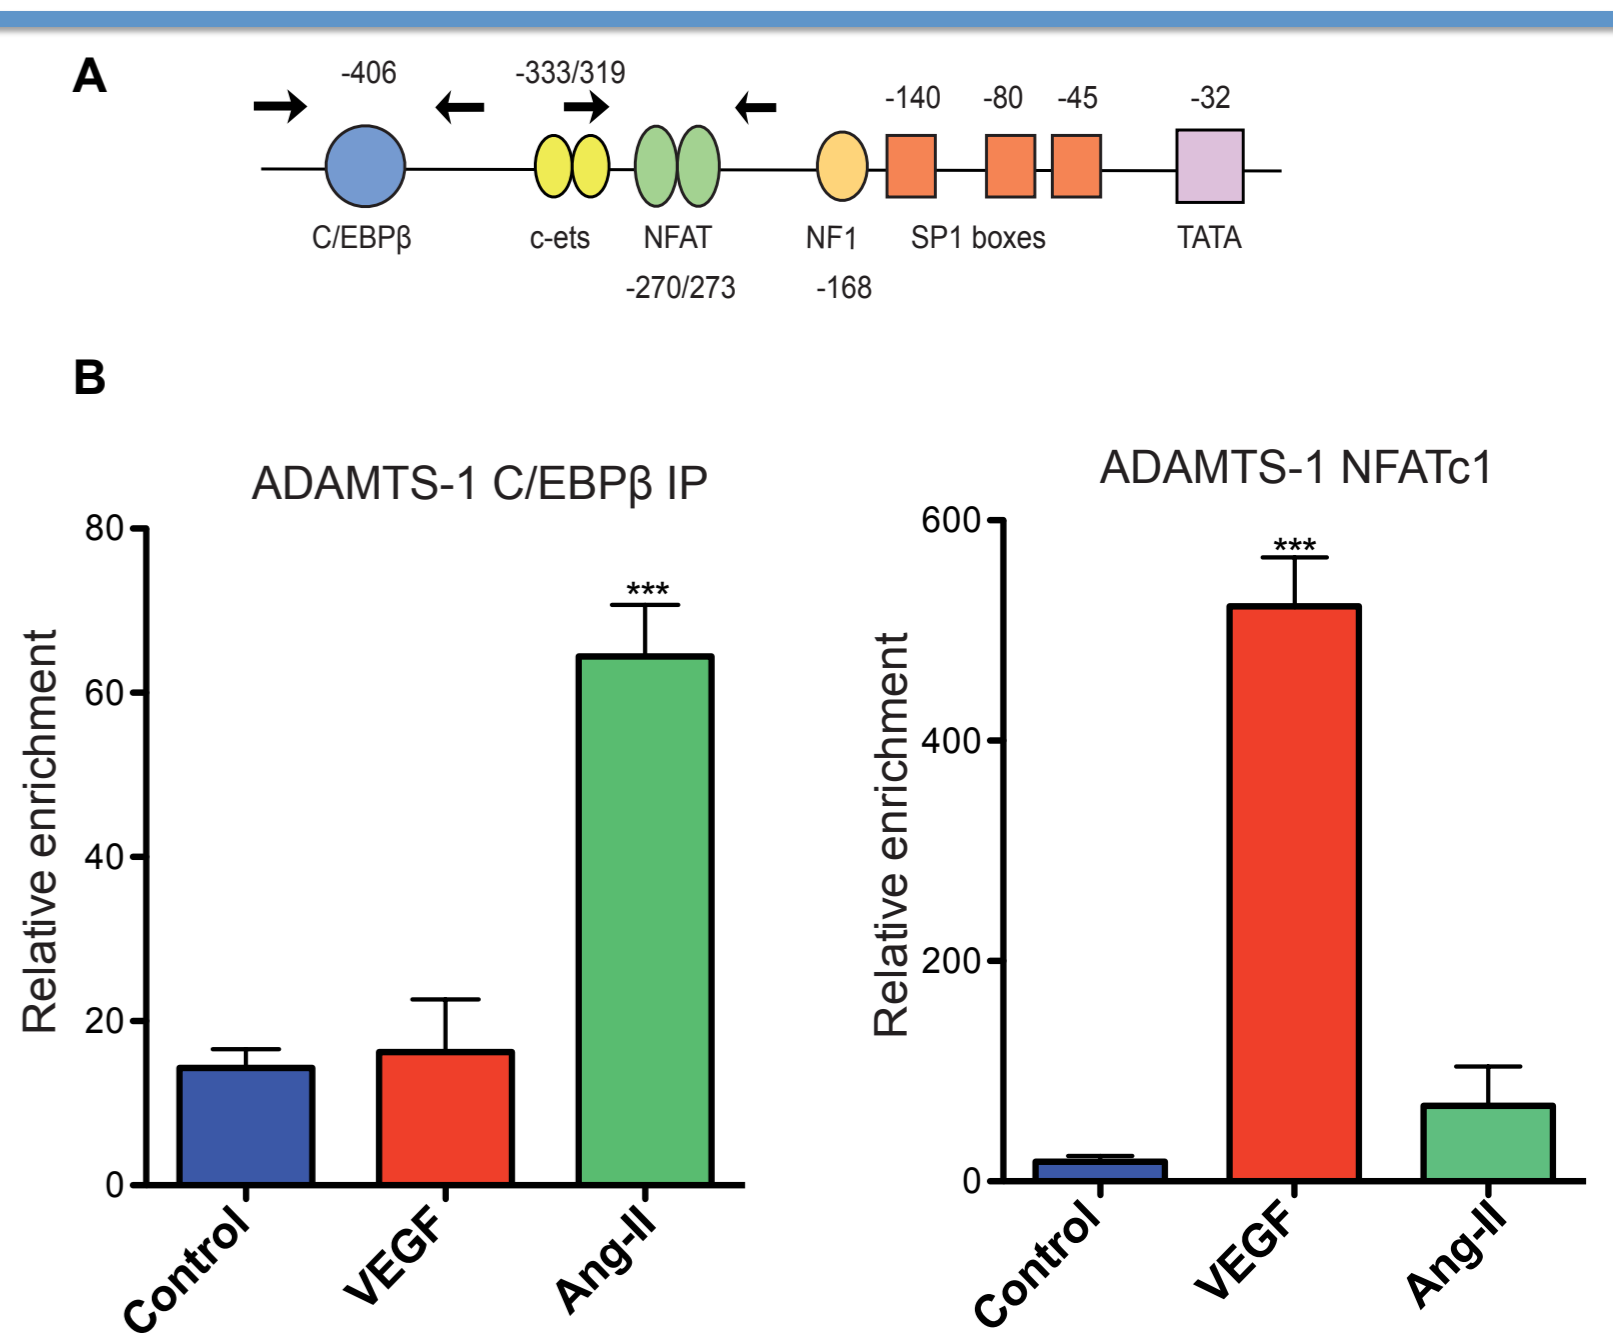 A
-406
-333/319
-140
-80
-45
-32
C/EBPβ
c-ets
NFAT
NF1
SP1 boxes
TATA
-270/273
-168
B
ADAMTS-1 C/EBPβ IP
Relative enrichment
80
60
40
20
0
***
Control
VEGF
Ang-II
ADAMTS-1 NFATc1
Relative enrichment
600
400
200
0
***
Control
VEGF
Ang-II